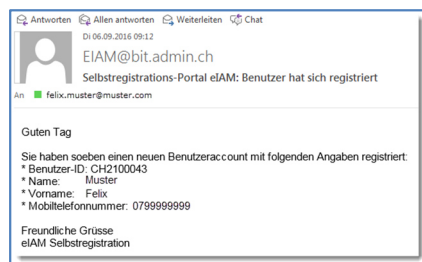 Antworten Allen antworten Weiterleiten Chat
Di 06.09.2016 09:12
EIAM@bit.admin.ch
Selbstregistrations-Portal eIAM: Benutzer hat sich registriert
An felix.muster@muster.com
Guten Tag
Sie haben soeben einen neuen Benutzeraccount mit folgenden Angaben registriert:
* Benutzer-ID: CH2100043
* Name: Muster
* Vorname: Felix
* Mobiltelefonnummer: 0799999999
Freundliche Grüsse
eIAM Selbstregistration